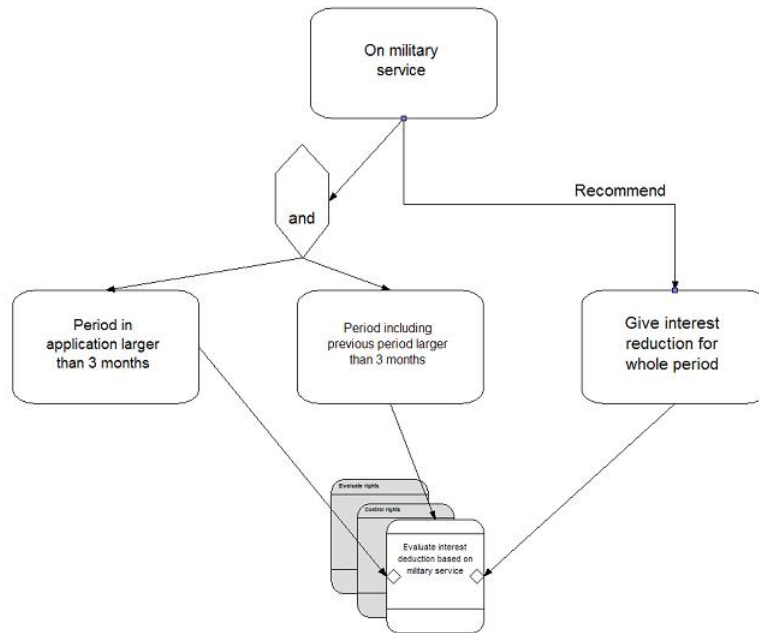 On military
service
Recommend
and
Period in
application larger
than 3 months
Period including
previous period larger
than 3 months
Give interest
reduction for
whole period
Evaluate rights
Control rights
Evaluate interest
deduction based on
military service